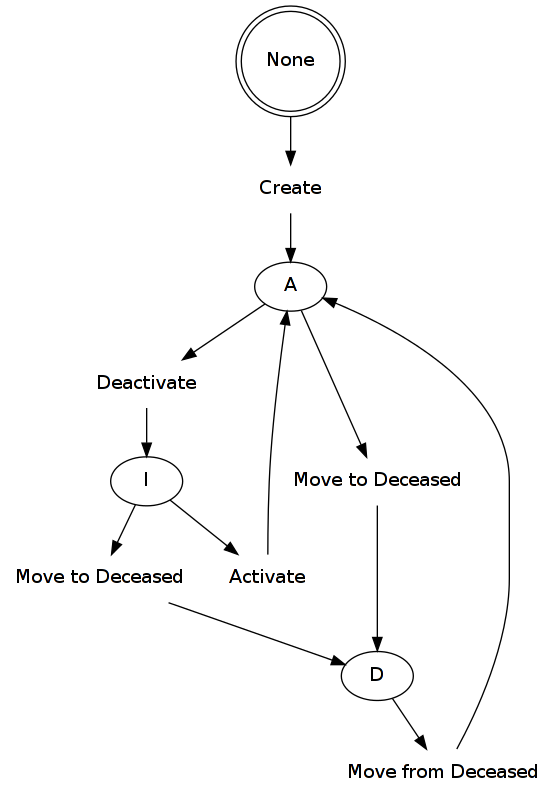 None
Create
A
Deactivate
I
Move to Deceased
Move to Deceased
Activate
D
Move from Deceased